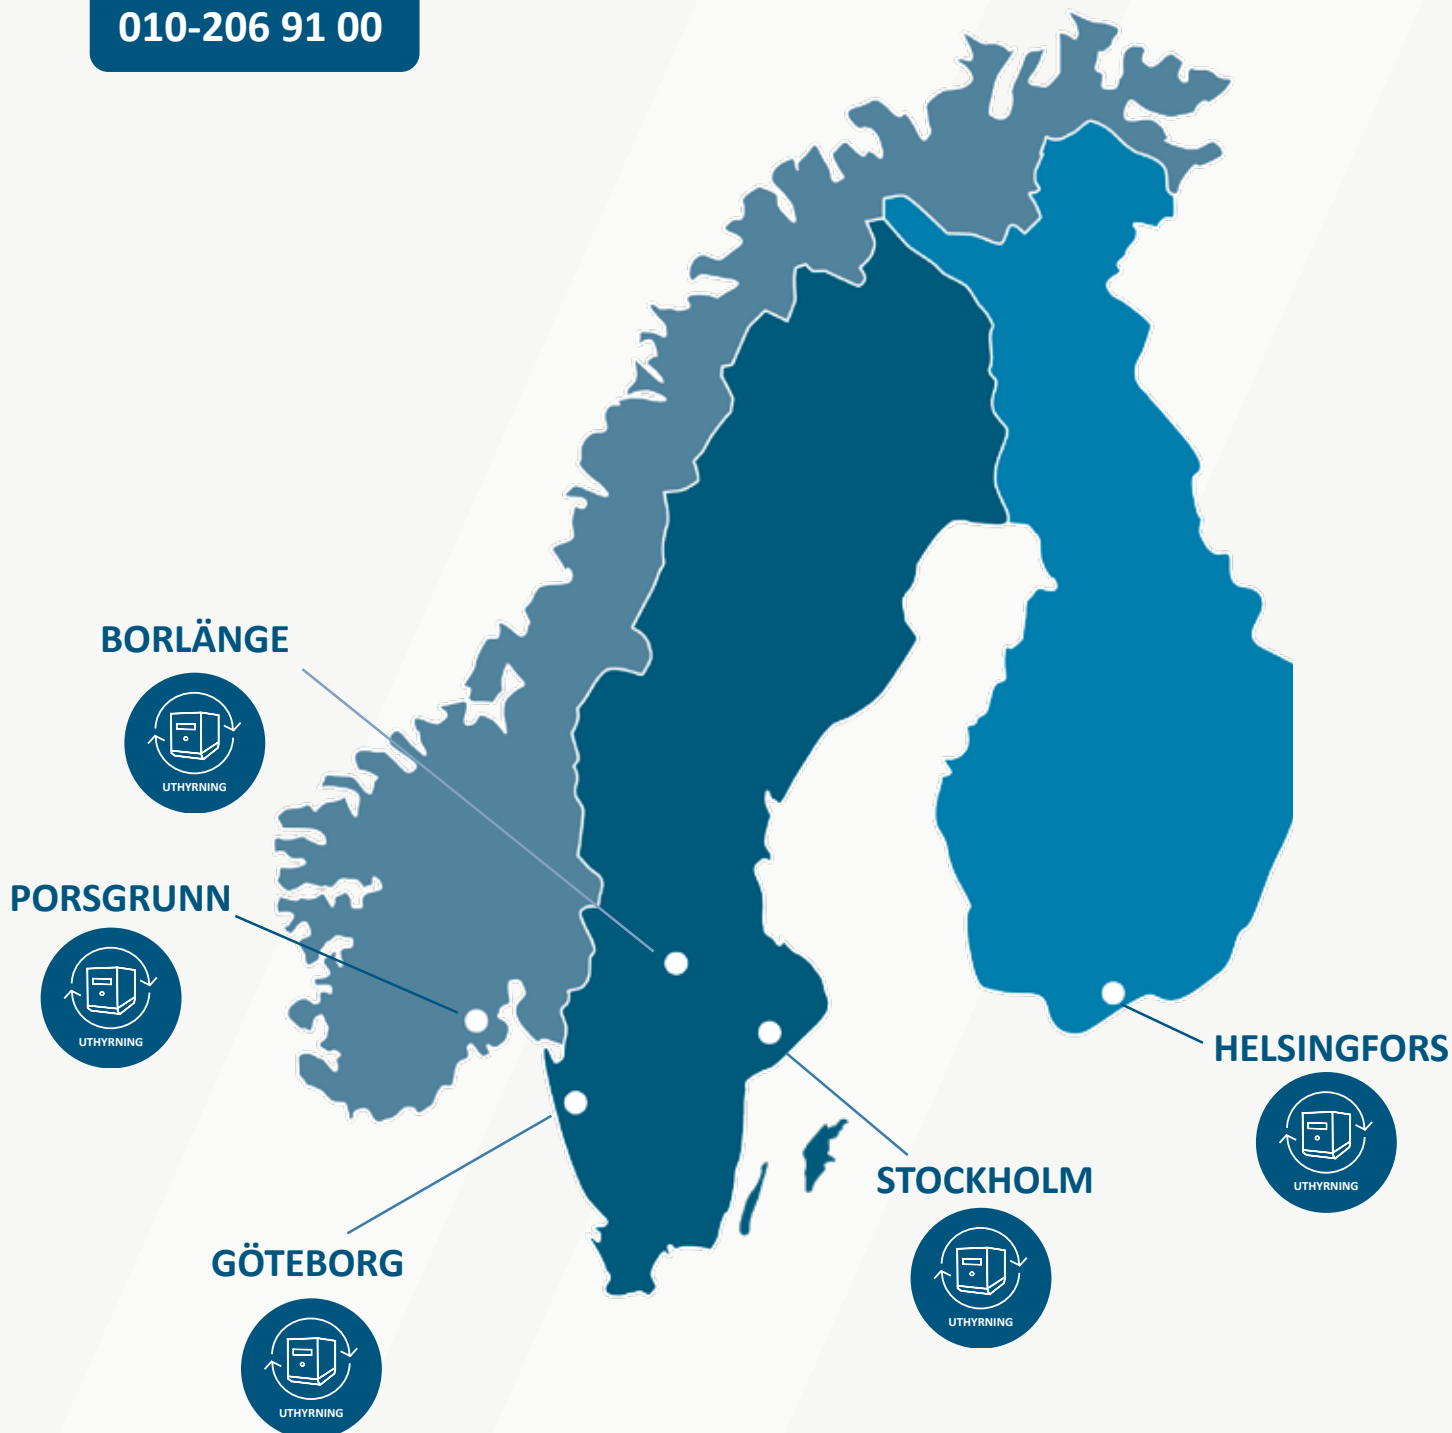 010-206 91 00
BORLÄNGE
UTHYRNING
PORSGRUNN
UTHYRNING
HELSINGFORS
UTHYRNING
STOCKHOLM
UTHYRNING
GÖTEBORG
UTHYRNING